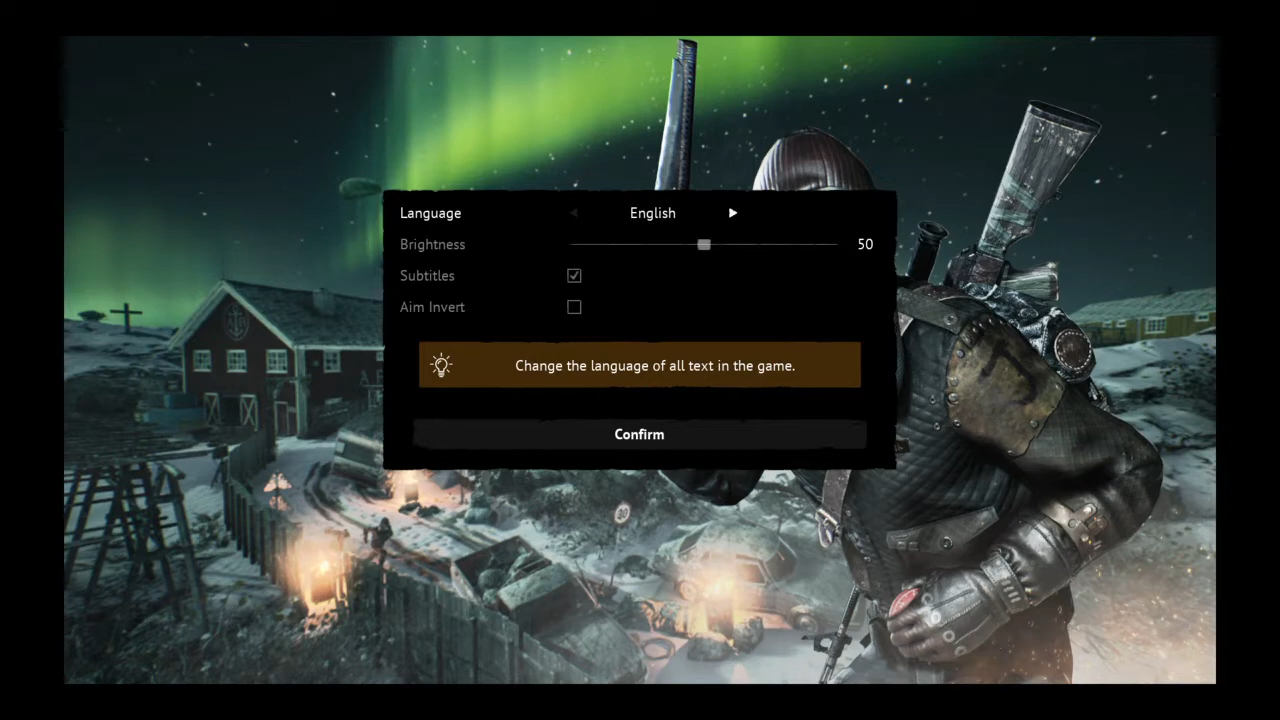 Language English
Brightness 50
Subtitles
Aim Invert
Change the language of all text in the game.
Confirm